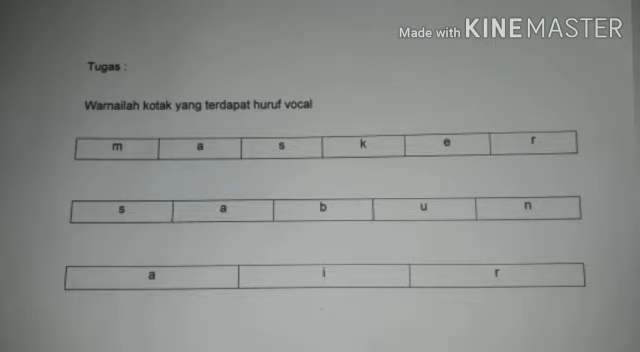 Made with KINEMASTER
Tugas :
Warnailah kotak yang terdapat huruf vocal
m a s k e r
s a b u n
a i r